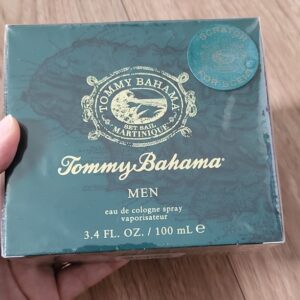 TOMMY BAHAMA
SET SAIL
MARTINIQUE
Tommy Bahama®
MEN
eau de cologne spray
vaporisateur
3.4 FL. OZ. / 100 mL ℮